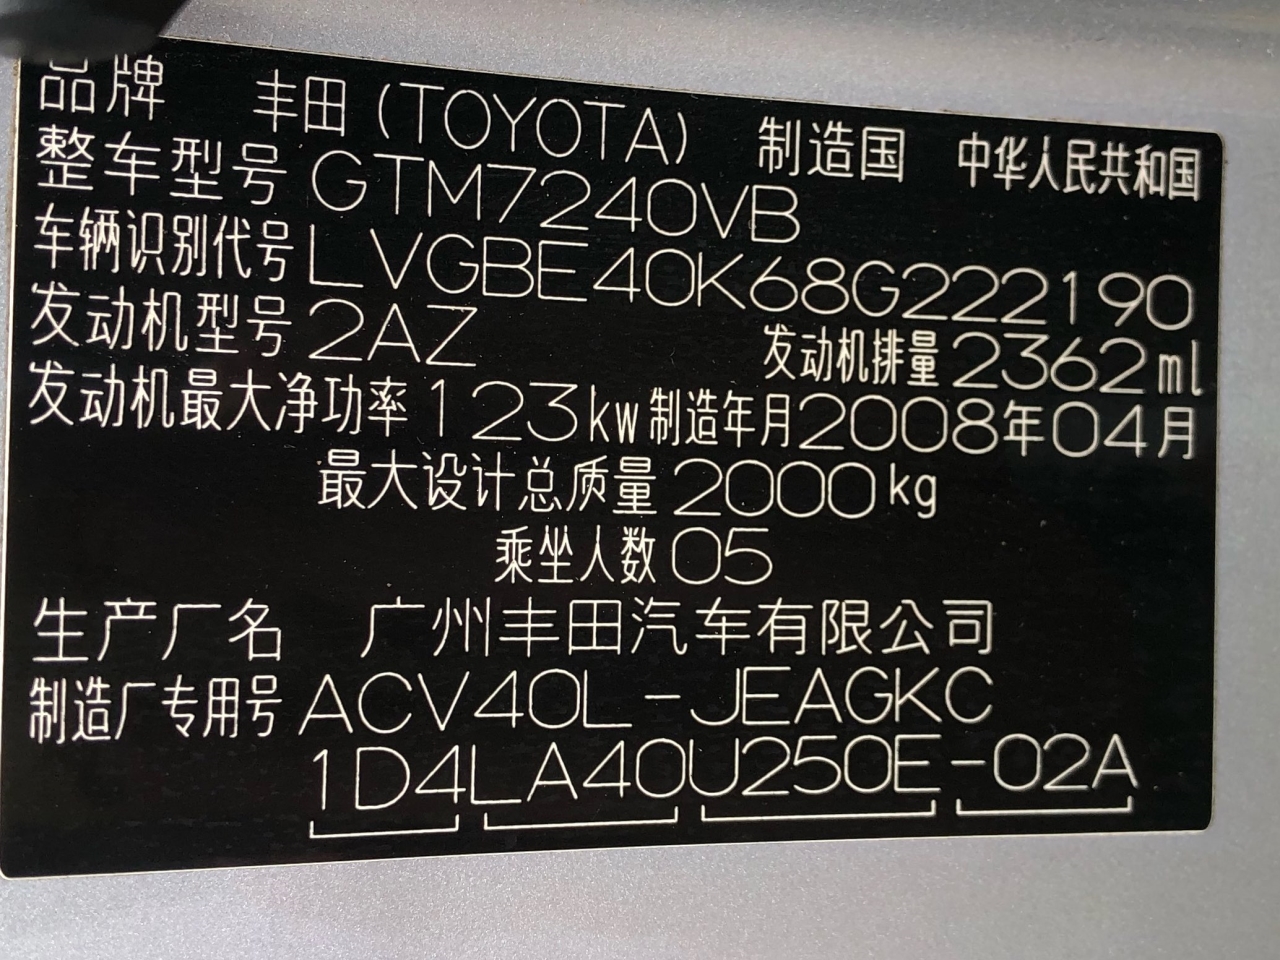 品牌 丰田(TOYOTA) 制造国 中华人民共和国
整车型号 GTM7240VB
车辆识别代号 LVGBE40K68G222190
发动机型号 2AZ 发动机排量 2362ml
发动机最大净功率 123kw 制造年月 2008年04月
最大设计总质量 2000kg
乘坐人数 05
生产厂名 广州丰田汽车有限公司
制造厂专用号 ACV40L-JEAGKC
1D4LA40U250E-02A